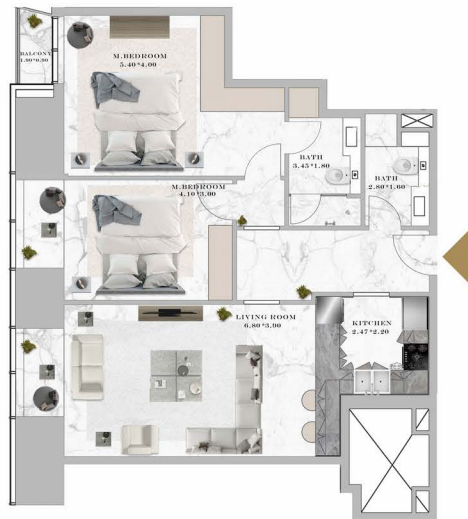 M.BEDROOM
5.40*4.00
BALCONY
1.90*0.90
BATH
3.45*1.80
BATH
2.80*1.60
M.BEDROOM
4.10*3.00
LIVING ROOM
6.80*3.90
KITCHEN
2.47*2.20